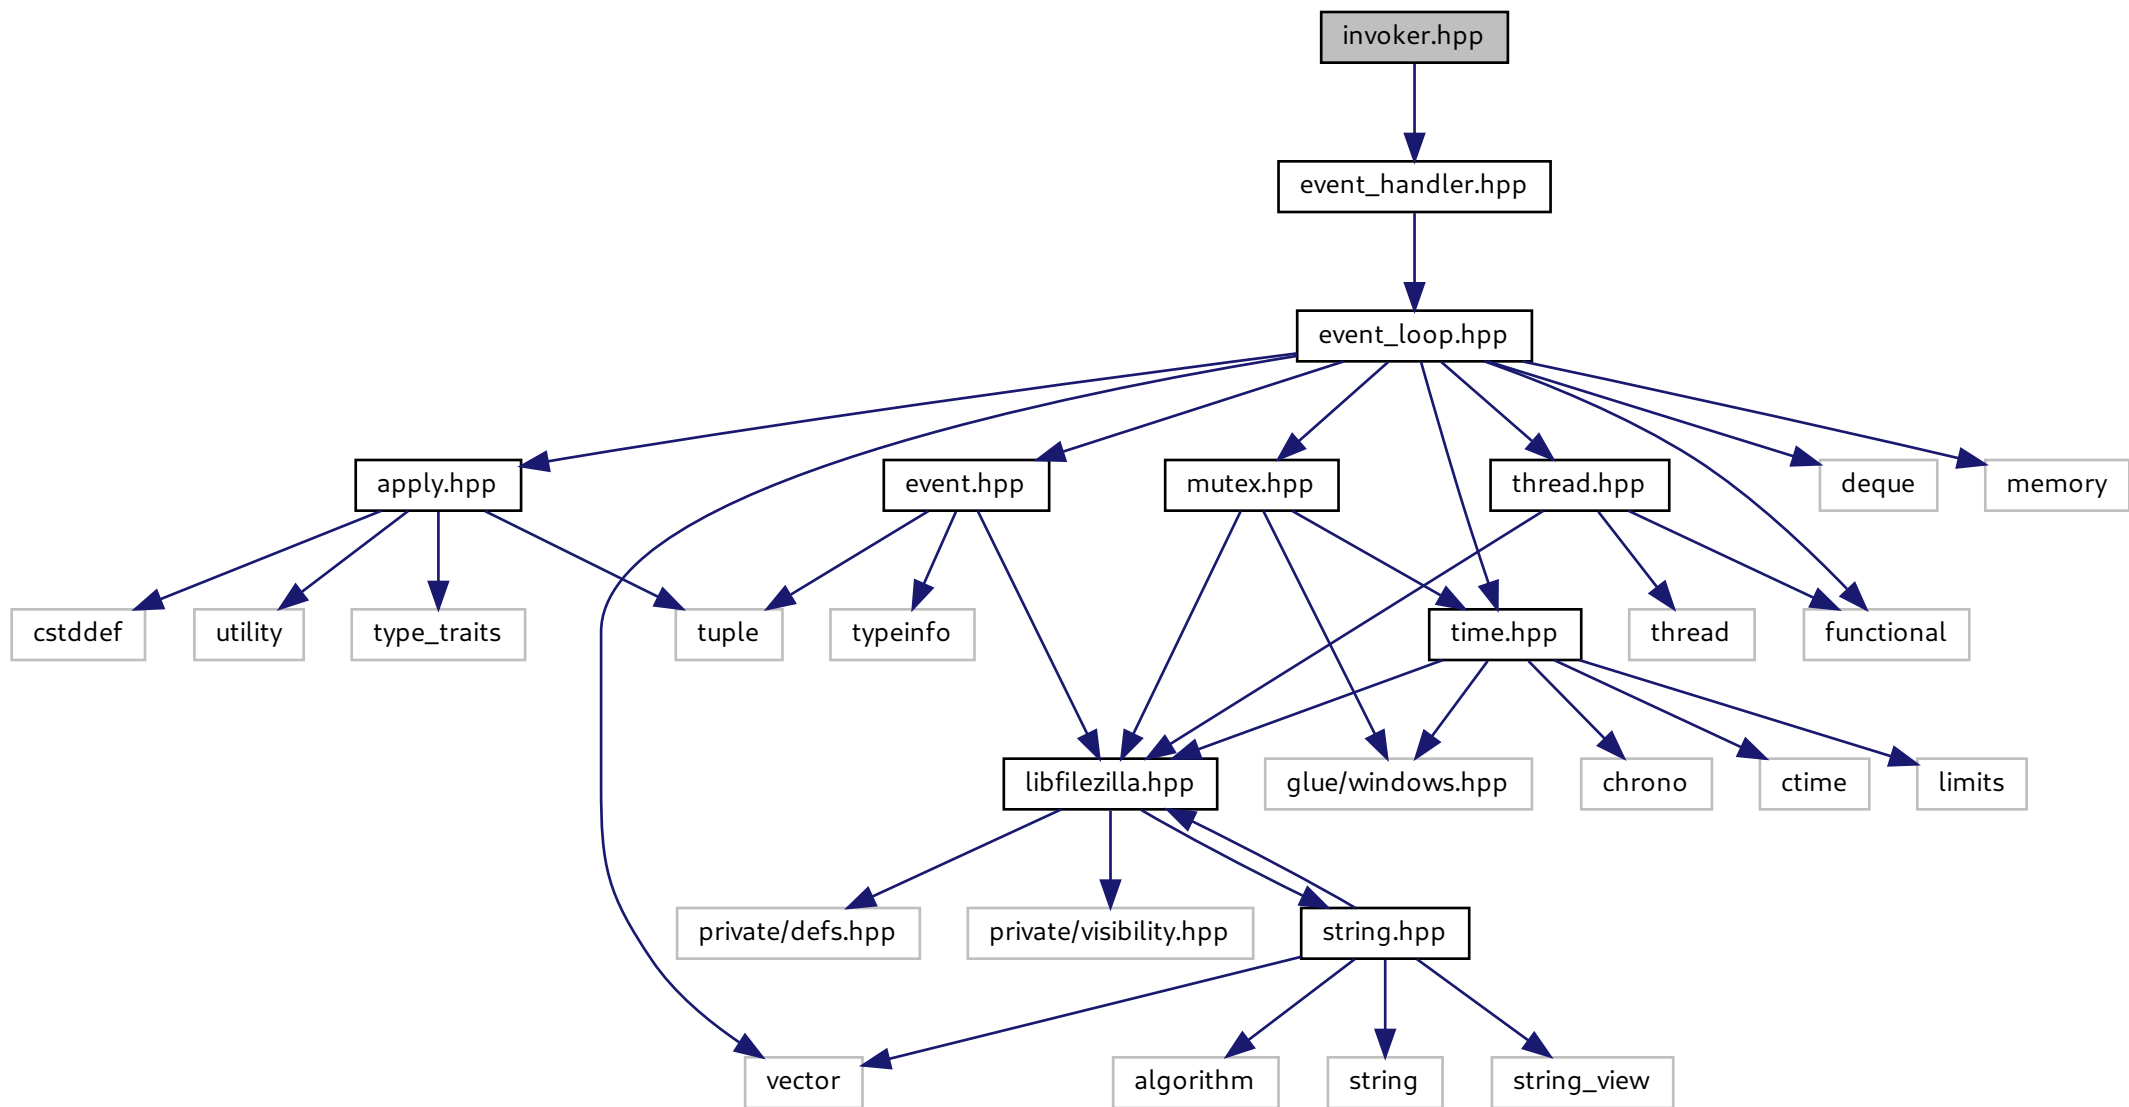 invoker.hpp
event_handler.hpp
event_loop.hpp
apply.hpp
event.hpp
mutex.hpp
thread.hpp
deque
memory
cstddef
utility
type_traits
tuple
typeinfo
time.hpp
thread
functional
libfilezilla.hpp
glue/windows.hpp
chrono
ctime
limits
private/defs.hpp
private/visibility.hpp
string.hpp
vector
algorithm
string
string_view